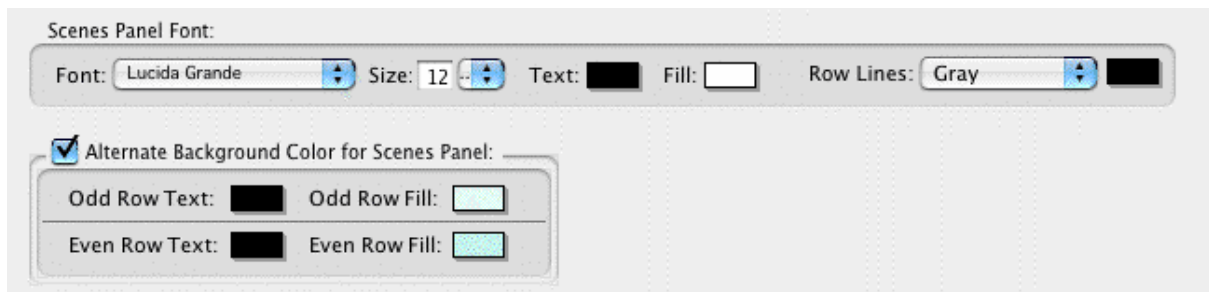 Scenes Panel Font:
Font: Lucida Grande Size: 12 -- Text: Fill: Row Lines: Gray
Alternate Background Color for Scenes Panel:
Odd Row Text: Odd Row Fill:
Even Row Text: Even Row Fill: